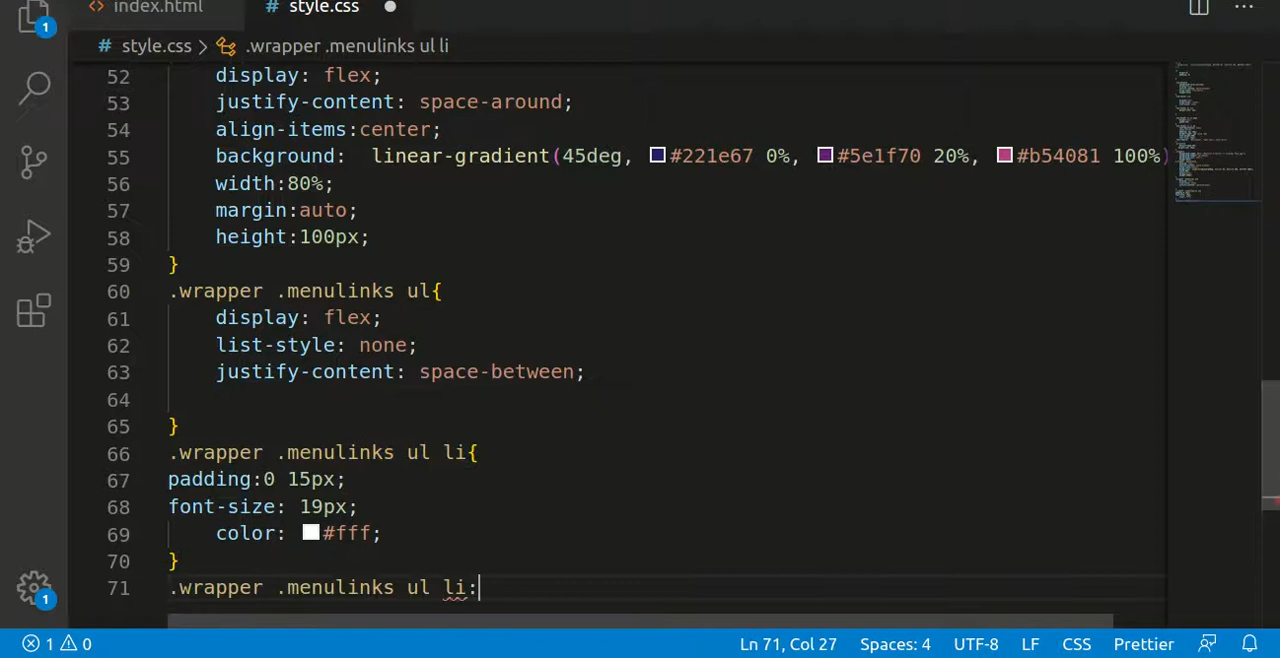 index.html
style.css
style.css > .wrapper .menulinks ul li
52 display: flex;
53 justify-content: space-around;
54 align-items:center;
55 background:  linear-gradient(45deg, #221e67 0%, #5e1f70 20%, #b54081 100%)
56 width:80%;
57 margin:auto;
58 height:100px;
59 }
60 .wrapper .menulinks ul{
61 display: flex;
62 list-style: none;
63 justify-content: space-between;
64
65 }
66 .wrapper .menulinks ul li{
67 padding:0 15px;
68 font-size: 19px;
69 color: #fff;
70 }
71 .wrapper .menulinks ul li:
1
1
1 0 Ln 71, Col 27 Spaces: 4 UTF-8 LF CSS Prettier